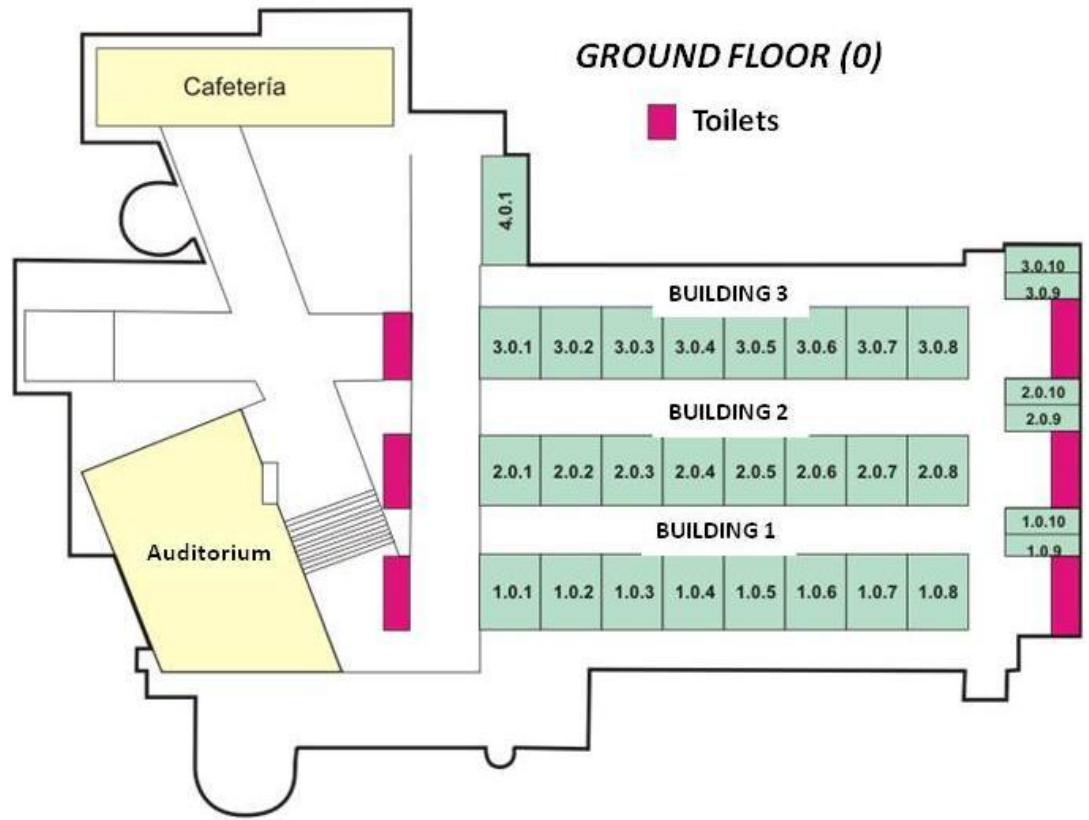 GROUND FLOOR (0)
Cafetería
Toilets
4.0.1
3.0.10
3.0.9
BUILDING 3
3.0.1 3.0.2 3.0.3 3.0.4 3.0.5 3.0.6 3.0.7 3.0.8
2.0.10
2.0.9
BUILDING 2
2.0.1 2.0.2 2.0.3 2.0.4 2.0.5 2.0.6 2.0.7 2.0.8
1.0.10
1.0.9
BUILDING 1
Auditorium
1.0.1 1.0.2 1.0.3 1.0.4 1.0.5 1.0.6 1.0.7 1.0.8